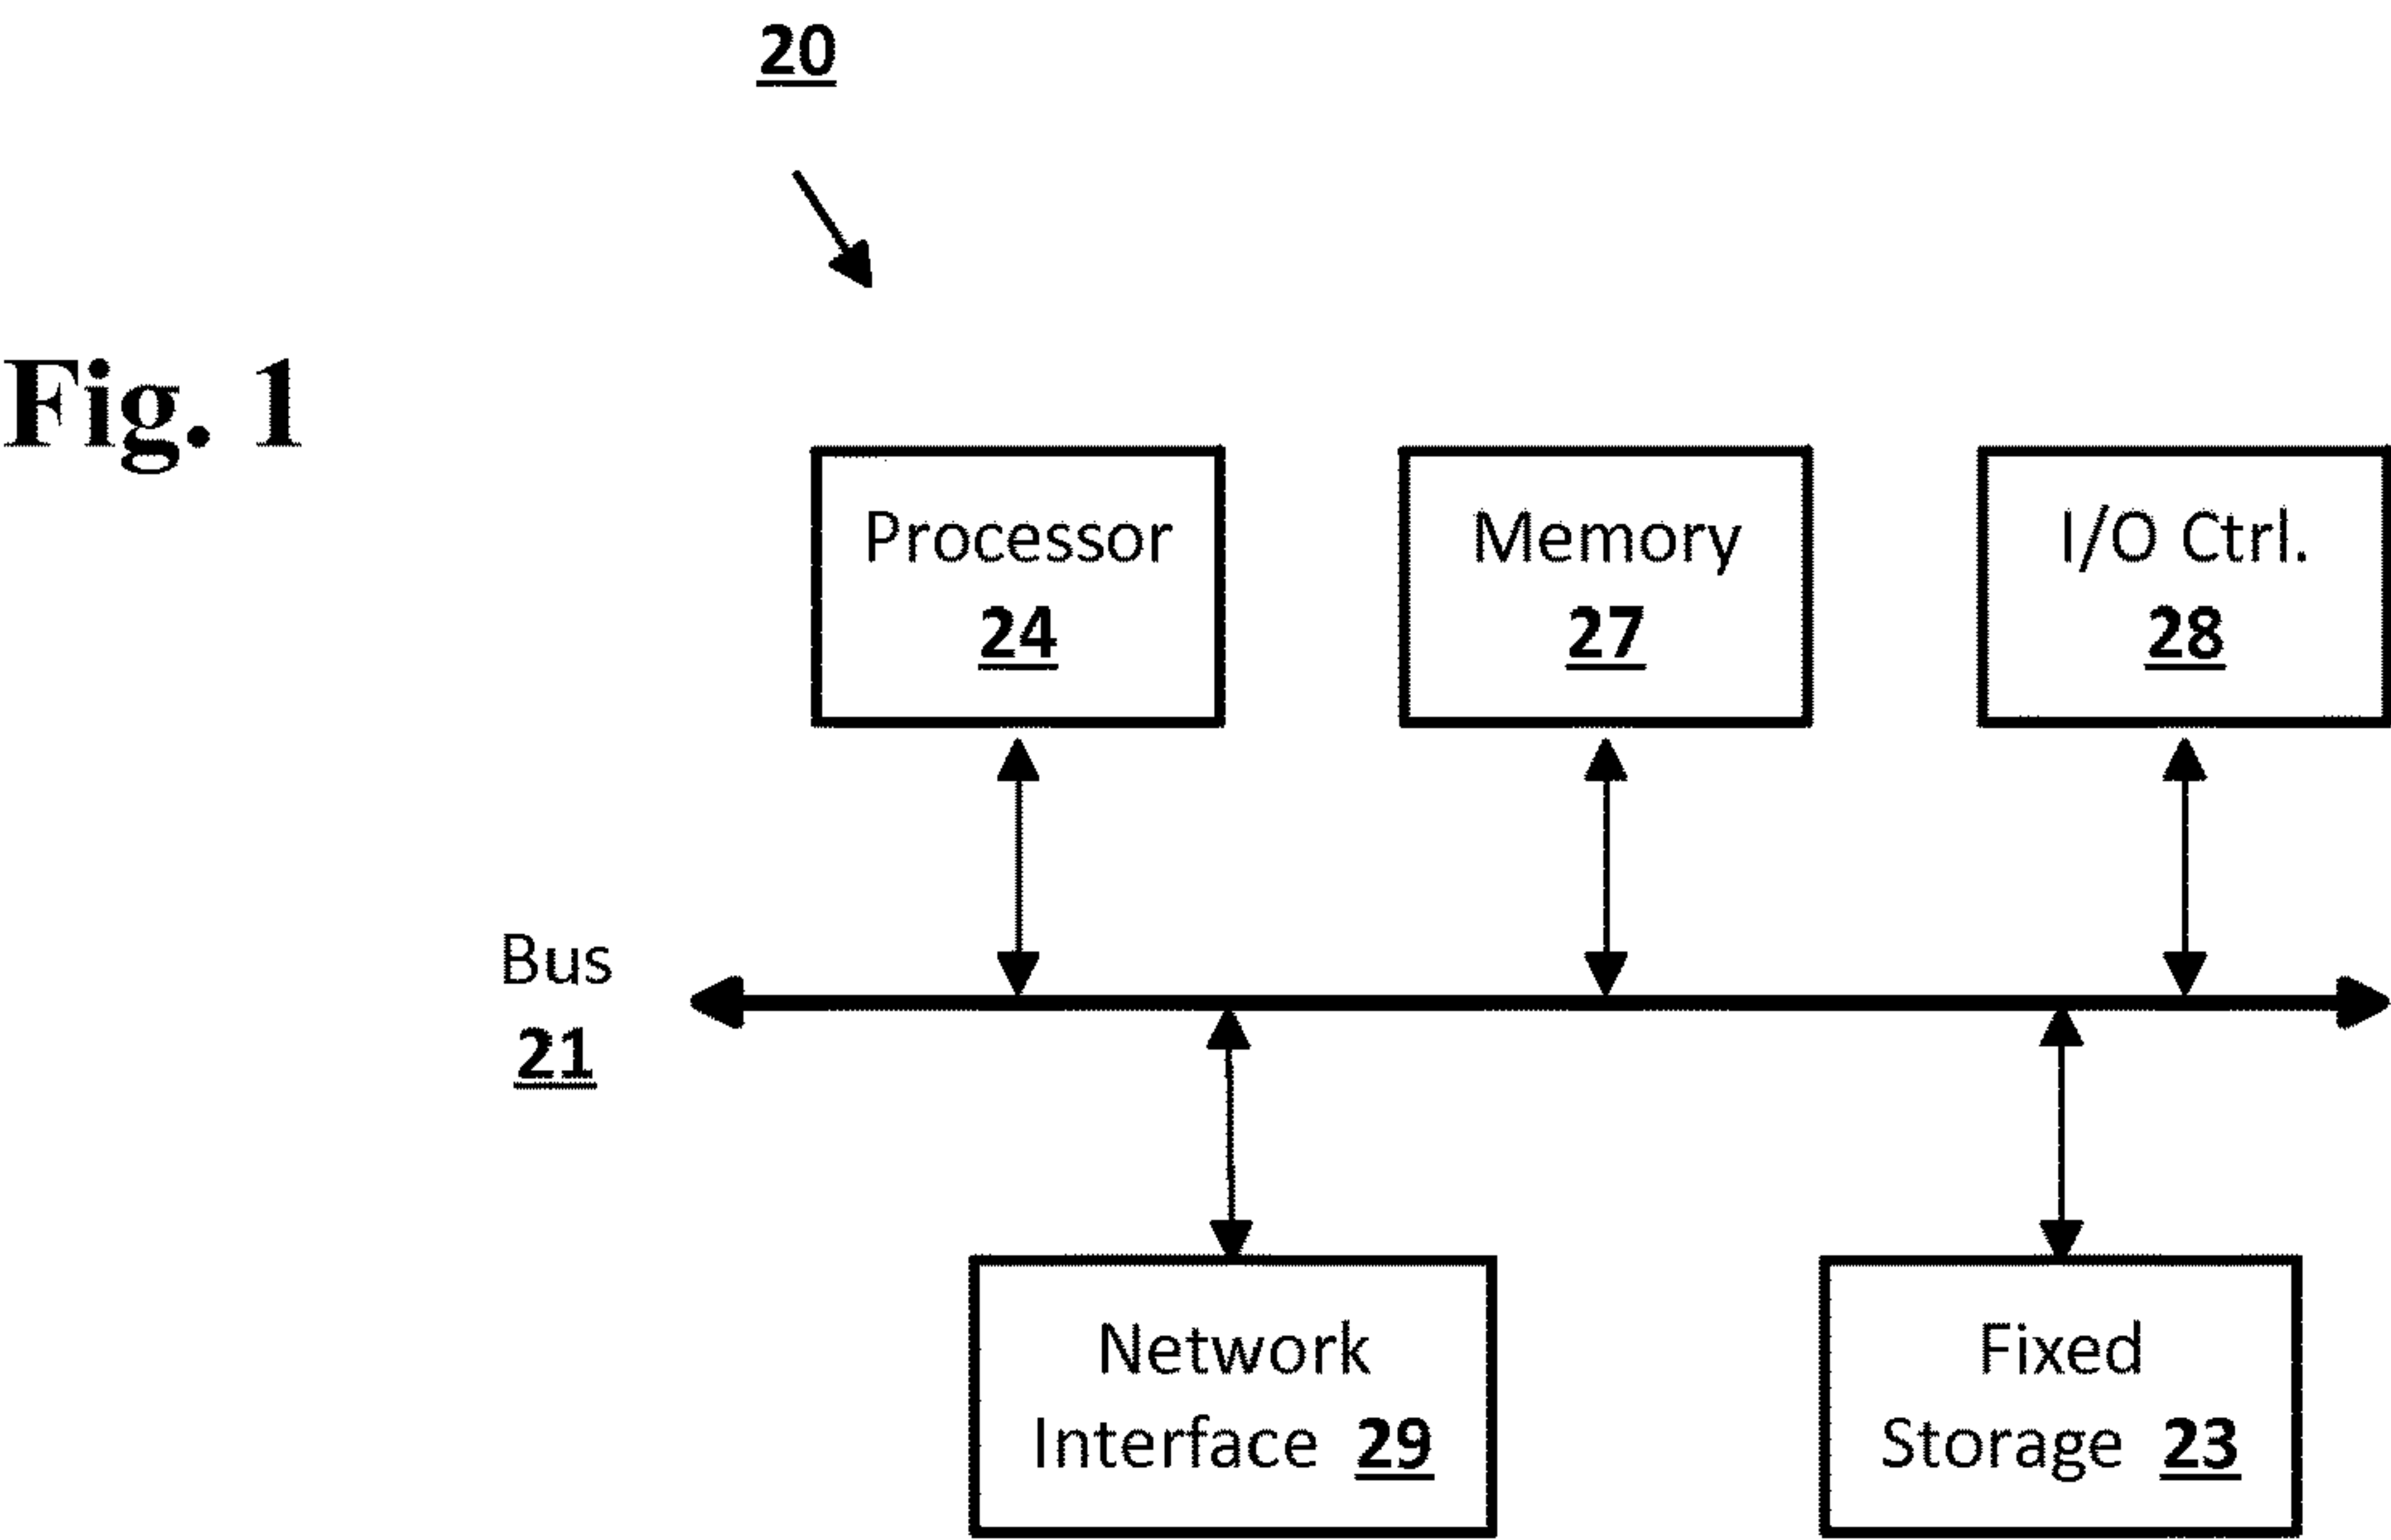 20
Fig. 1
Processor
24
Memory
27
I/O Ctrl.
28
Bus
21
Network
Interface 29
Fixed
Storage 23